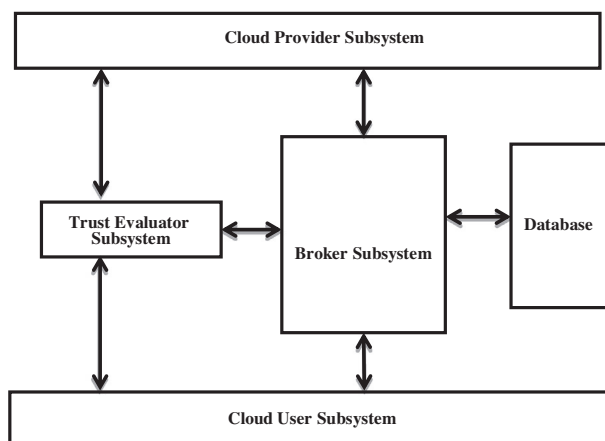 Cloud Provider Subsystem
Trust Evaluator
Subsystem
Broker Subsystem
Database
Cloud User Subsystem